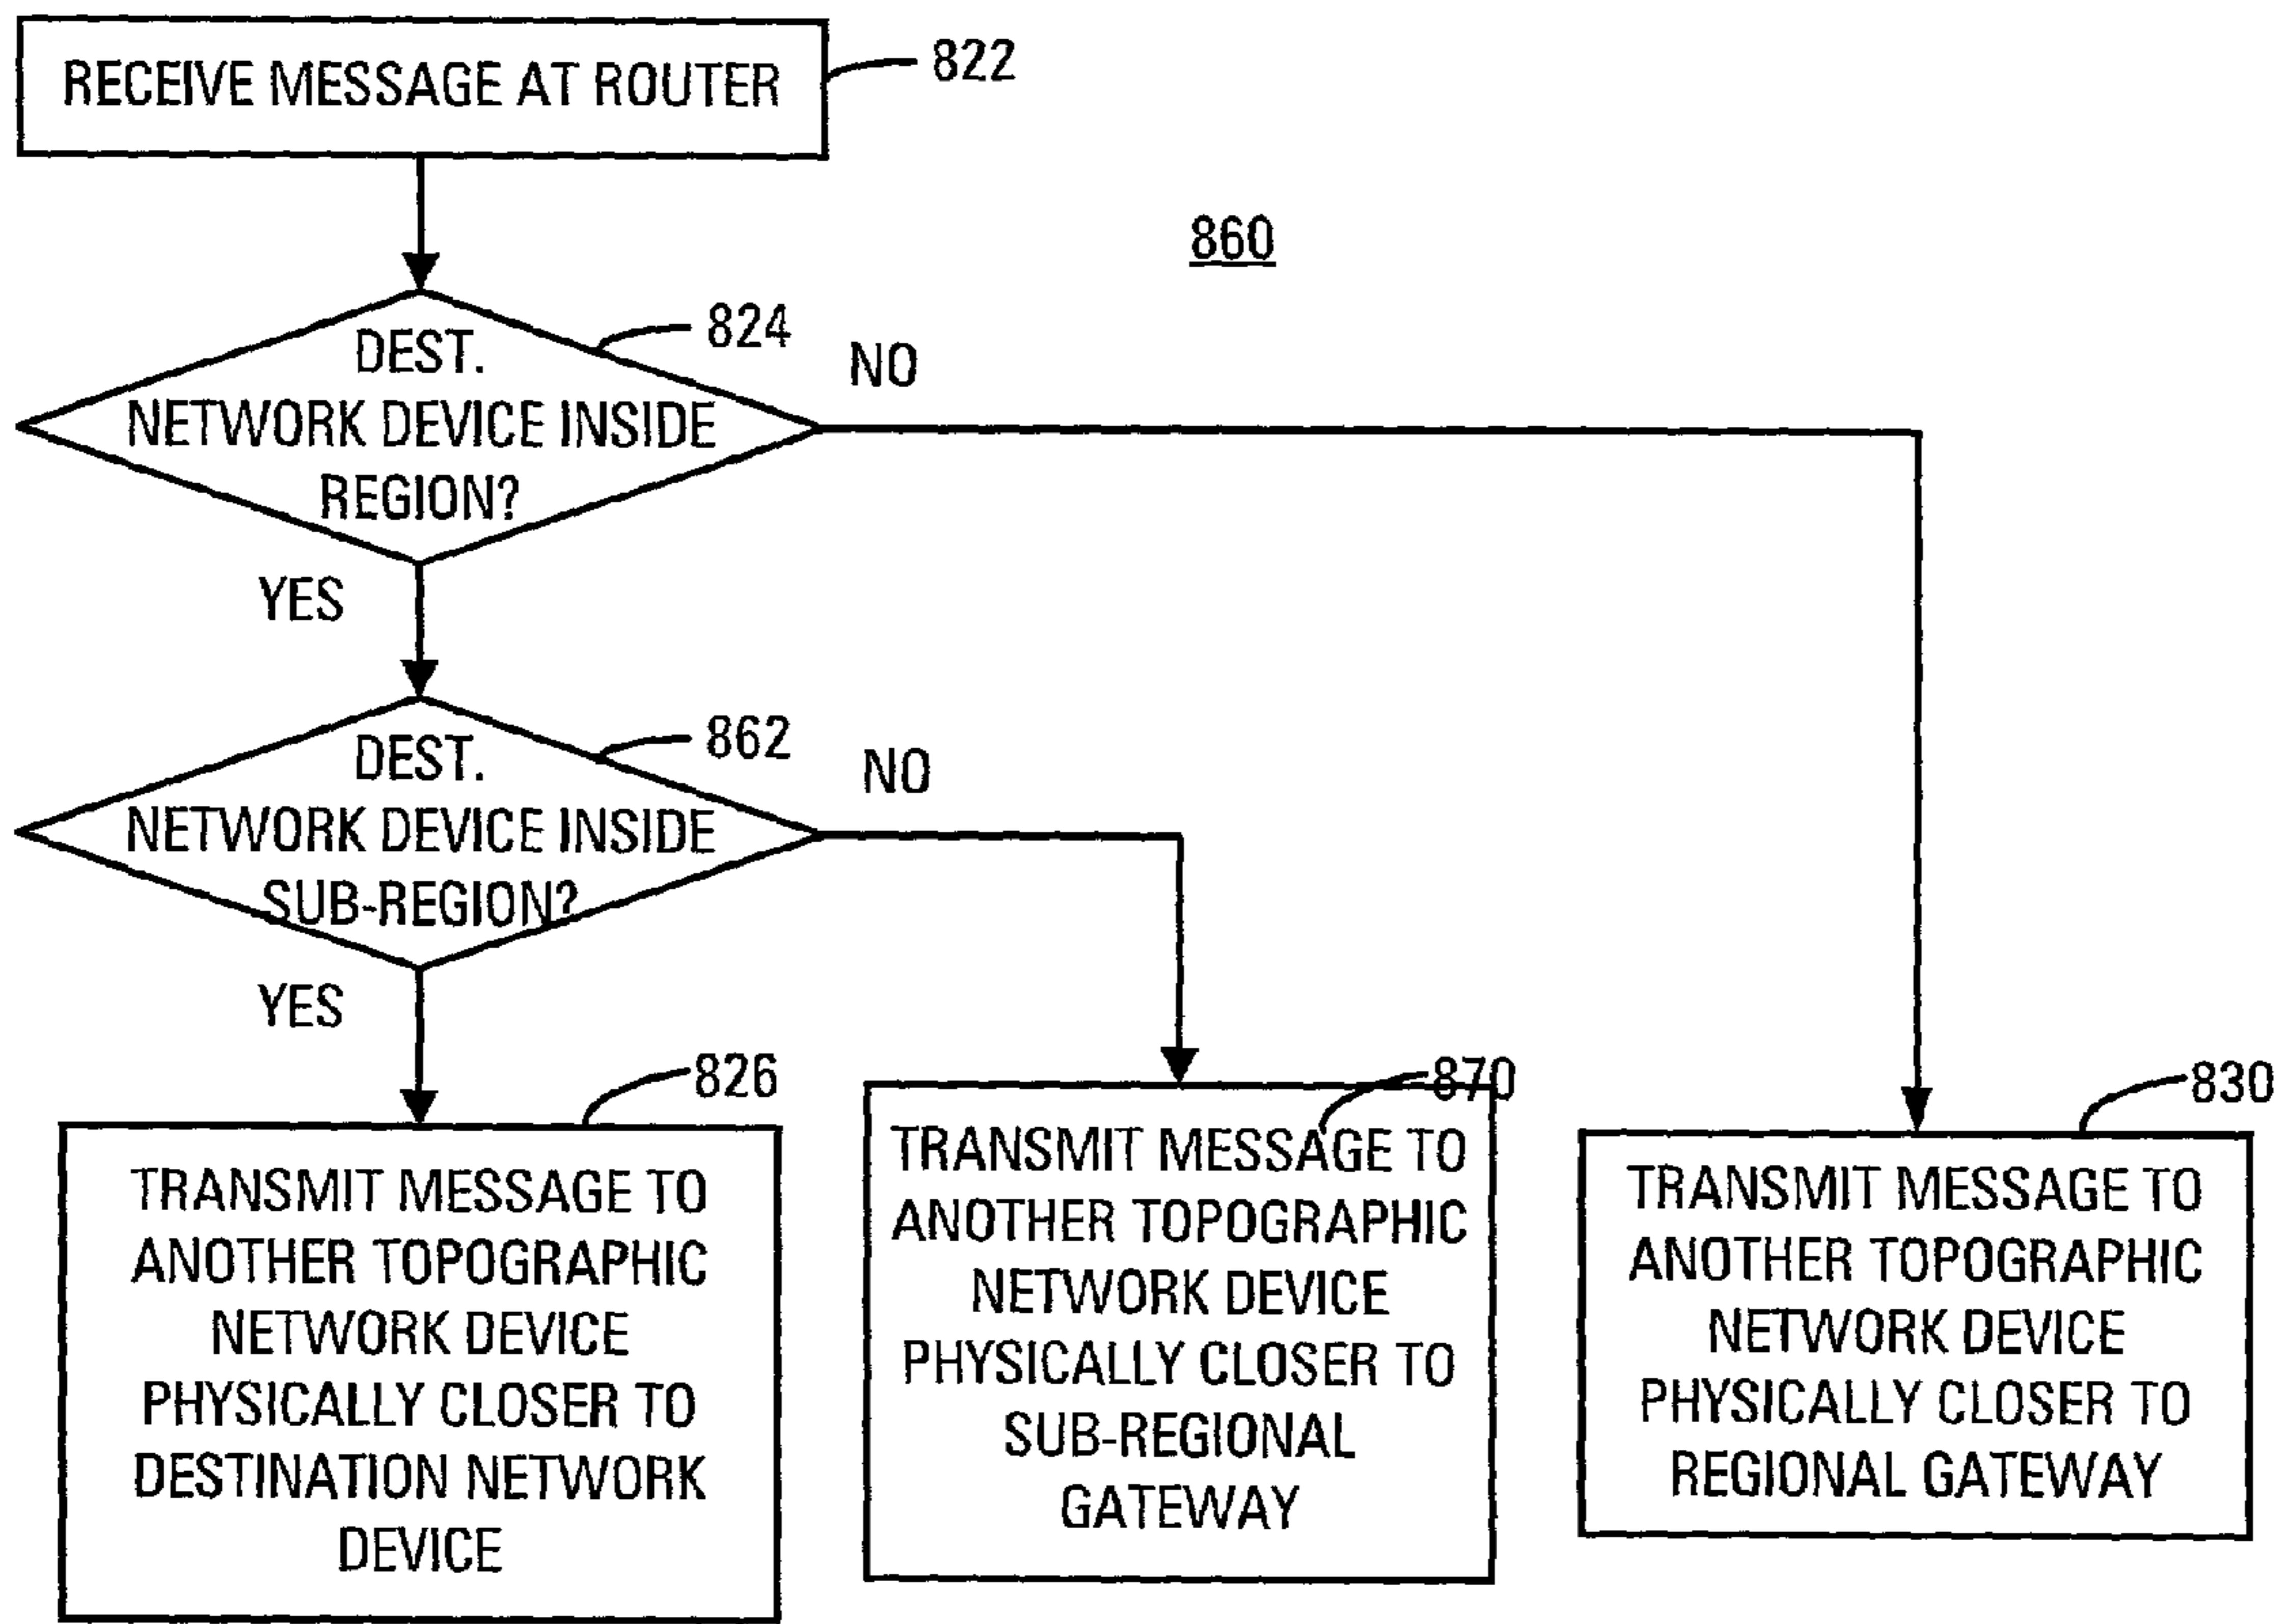 RECEIVE MESSAGE AT ROUTER
822
860
DEST.
NETWORK DEVICE INSIDE
REGION?
824
NO
YES
DEST.
NETWORK DEVICE INSIDE
SUB-REGION?
862
NO
YES
826
TRANSMIT MESSAGE TO
ANOTHER TOPOGRAPHIC
NETWORK DEVICE
PHYSICALLY CLOSER TO
DESTINATION NETWORK
DEVICE
870
TRANSMIT MESSAGE TO
ANOTHER TOPOGRAPHIC
NETWORK DEVICE
PHYSICALLY CLOSER TO
SUB-REGIONAL
GATEWAY
830
TRANSMIT MESSAGE TO
ANOTHER TOPOGRAPHIC
NETWORK DEVICE
PHYSICALLY CLOSER TO
REGIONAL GATEWAY